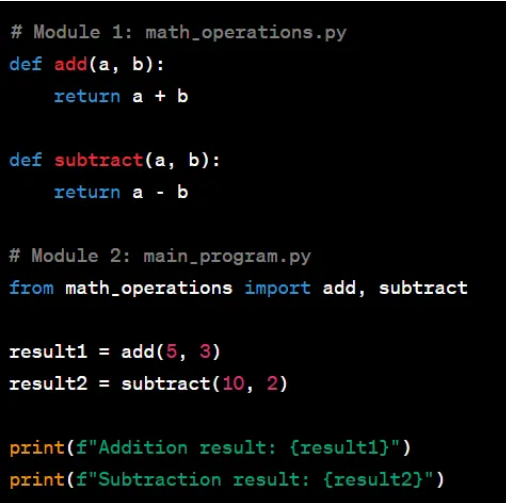 # Module 1: math_operations.py
def add(a, b):
    return a + b
def subtract(a, b):
    return a - b
# Module 2: main_program.py
from math_operations import add, subtract
result1 = add(5, 3)
result2 = subtract(10, 2)
print(f"Addition result: {result1}")
print(f"Subtraction result: {result2}")